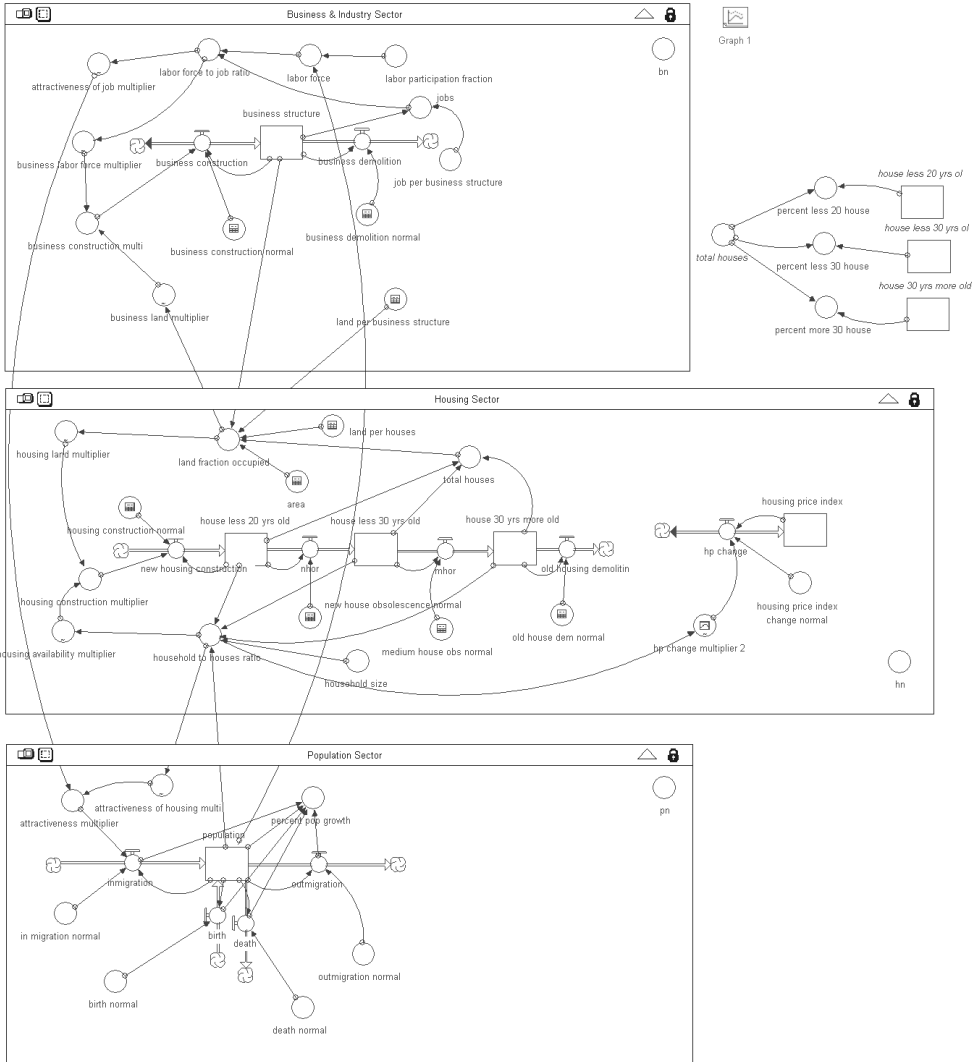 Business & Industry Sector
Graph 1
bn
labor force to job ratio
labor force
labor participation fraction
attractiveness of job multiplier
jobs
business structure
business labor force multiplier
business construction
business demolition
job per business structure
business construction multi
business construction normal
business demolition normal
business land multiplier
land per business structure
house less 20 yrs ol
percent less 20 house
house less 30 yrs ol
total houses
percent less 30 house
house 30 yrs more old
percent more 30 house
Housing Sector
housing land multiplier
land fraction occupied
land per houses
total houses
area
housing price index
housing construction normal
house less 20 yrs old
house less 30 yrs old
house 30 yrs more old
hp change
new housing construction
nhor
mhor
old housing demolitin
housing construction multiplier
new house obsolescence normal
housing price index
change normal
old house dem normal
ousing availability multiplier
household to houses ratio
medium house obs normal
hp change multiplier 2
household size
hn
Population Sector
attractiveness of housing multi
attractiveness multiplier
percent pop growth
pn
population
inmigration
outmigration
in migration normal
birth
death
outmigration normal
birth normal
death normal